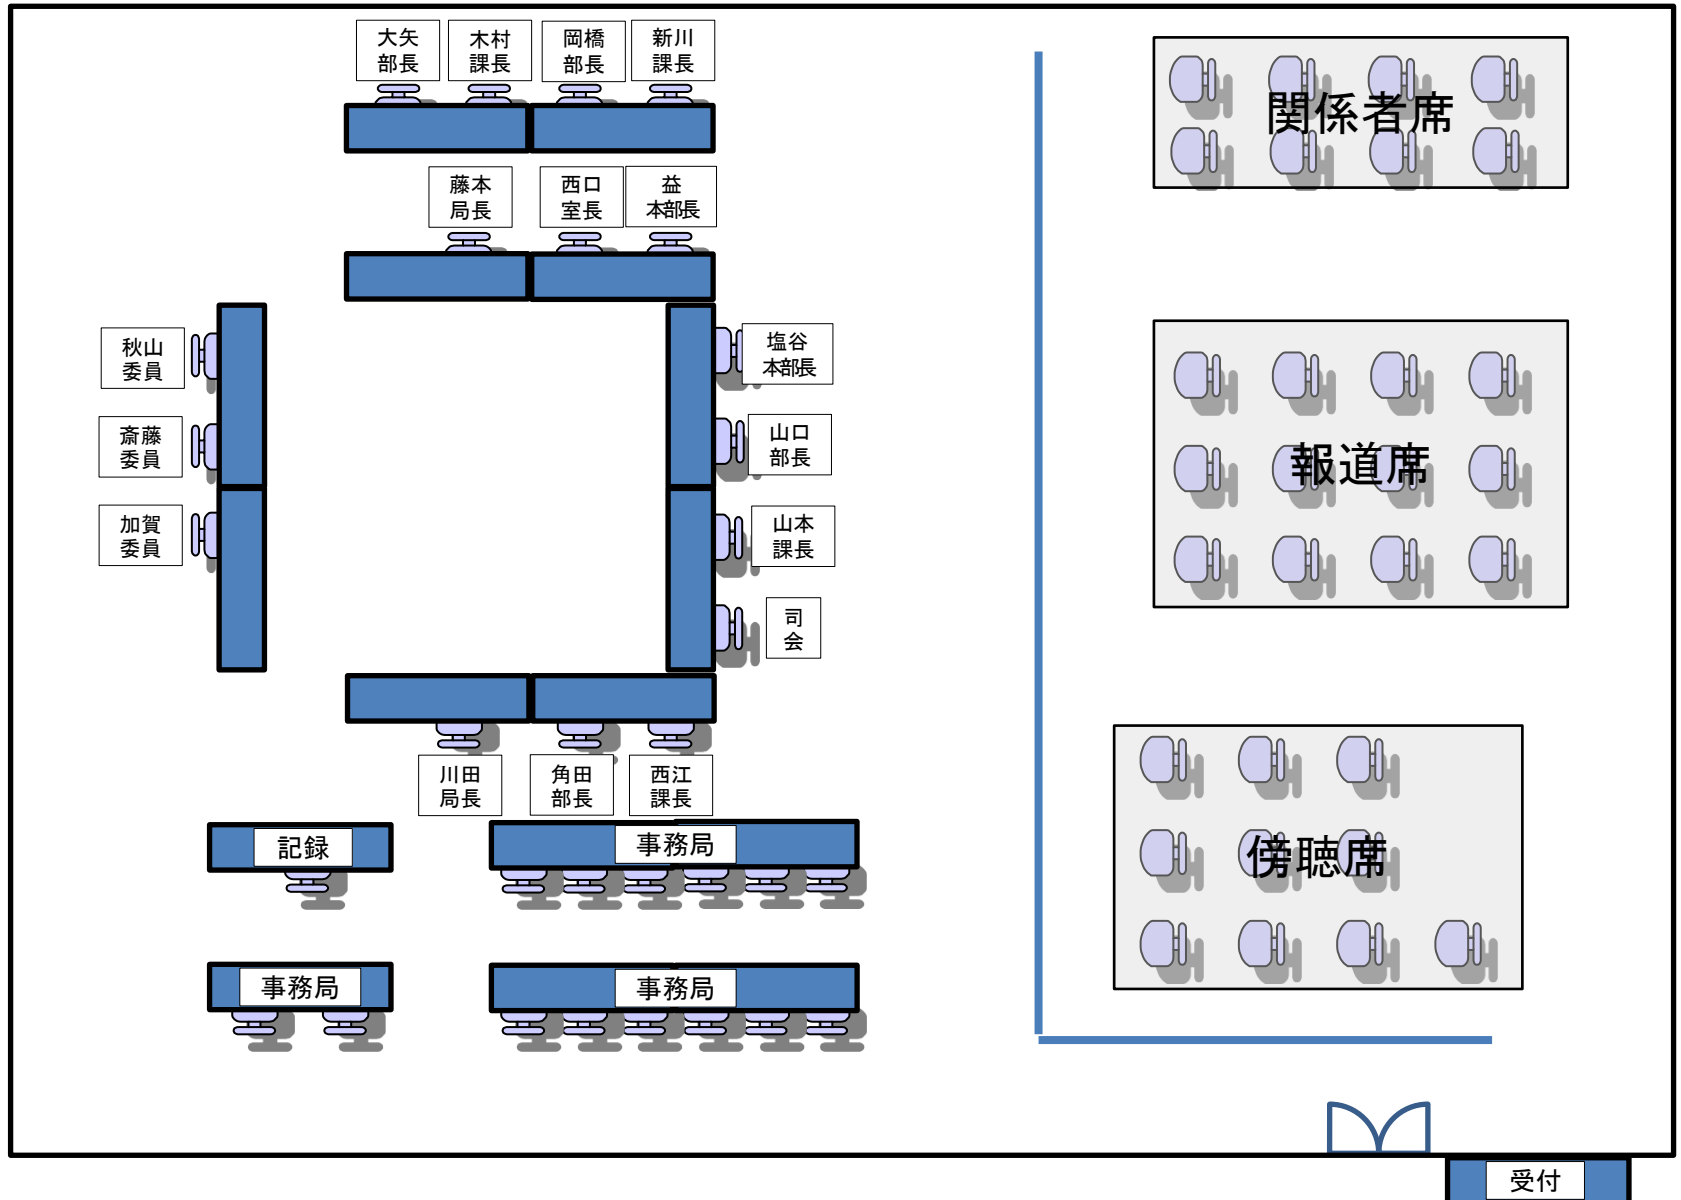 大矢
部長
木村
課長
岡橋
部長
新川
課長
関係者席
藤本
局長
西口
室長
益
本部長
秋山
委員
塩谷
本部長
斎藤
委員
山口
部長
報道席
加賀
委員
山本
課長
司
会
川田
局長
角田
部長
西江
課長
記録
事務局
傍聴席
事務局
事務局
受付